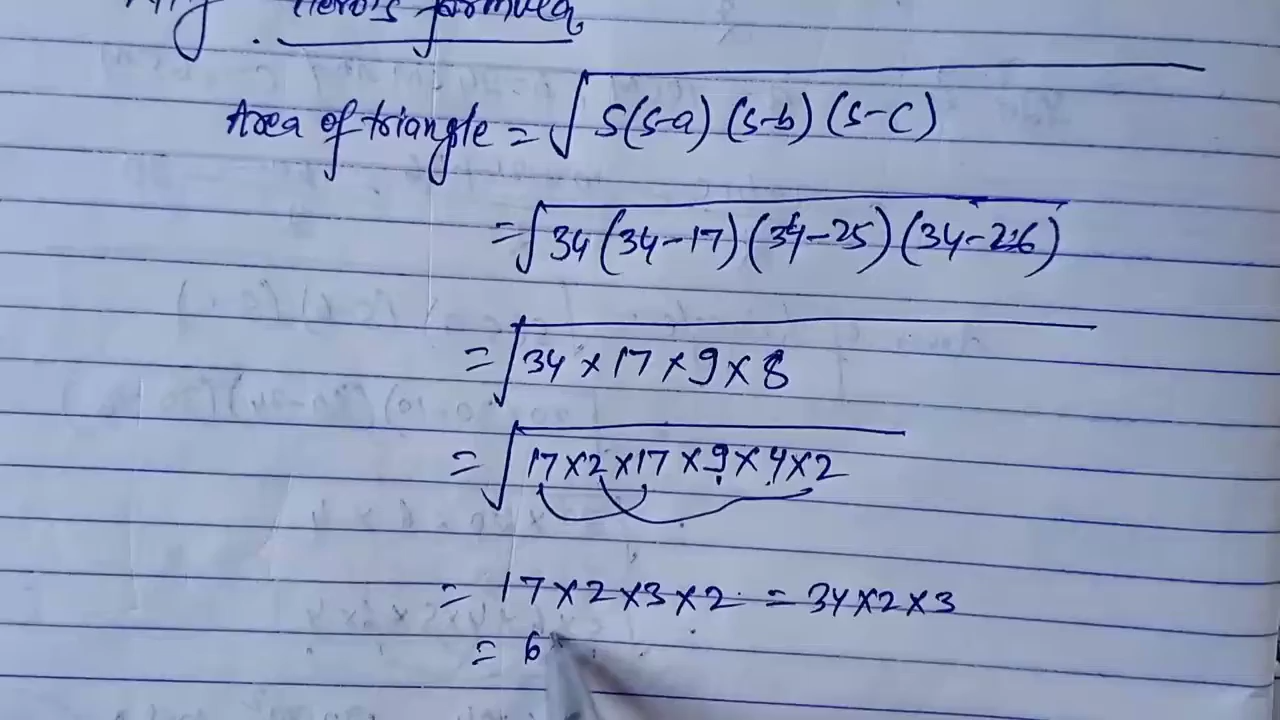 formula
Area of triangle = √S(S-a) (s-b) (s-c)
= √34(34-17) (34-25) (34-26)
= √34 × 17 × 9 × 8
= √17×2×17×9×4×2
= 17×2×3×2 = 34×2×3
= 6